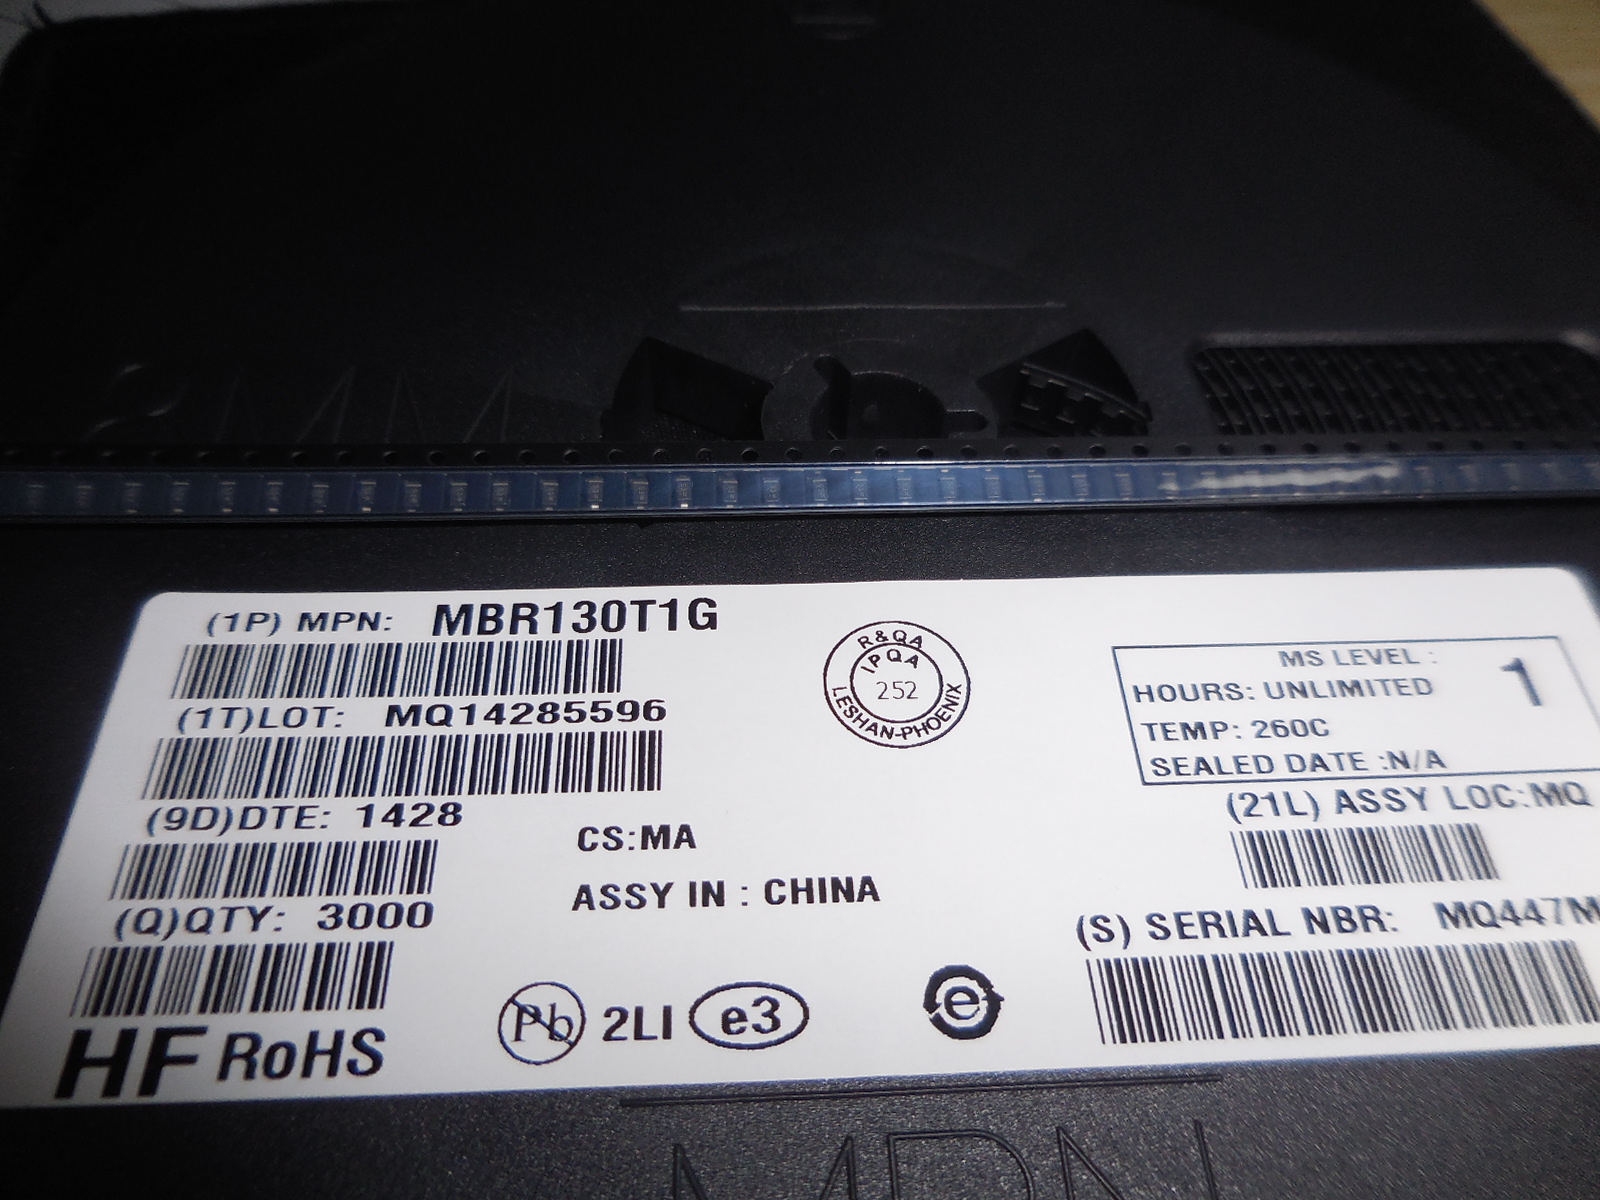 8MM
(1P) MPN: MBR130T1G
(1T)LOT: MQ14285596
(9D)DTE: 1428
(Q)QTY: 3000
HF RoHS
R&QA
IPQA
252
LESHAN-PHOENIX
CS:MA
ASSY IN : CHINA
Pb 2LI e3
e
MS LEVEL : 1
HOURS: UNLIMITED
TEMP: 260C
SEALED DATE :N/A
(21L) ASSY LOC:MQ
(S) SERIAL NBR: MQ447M